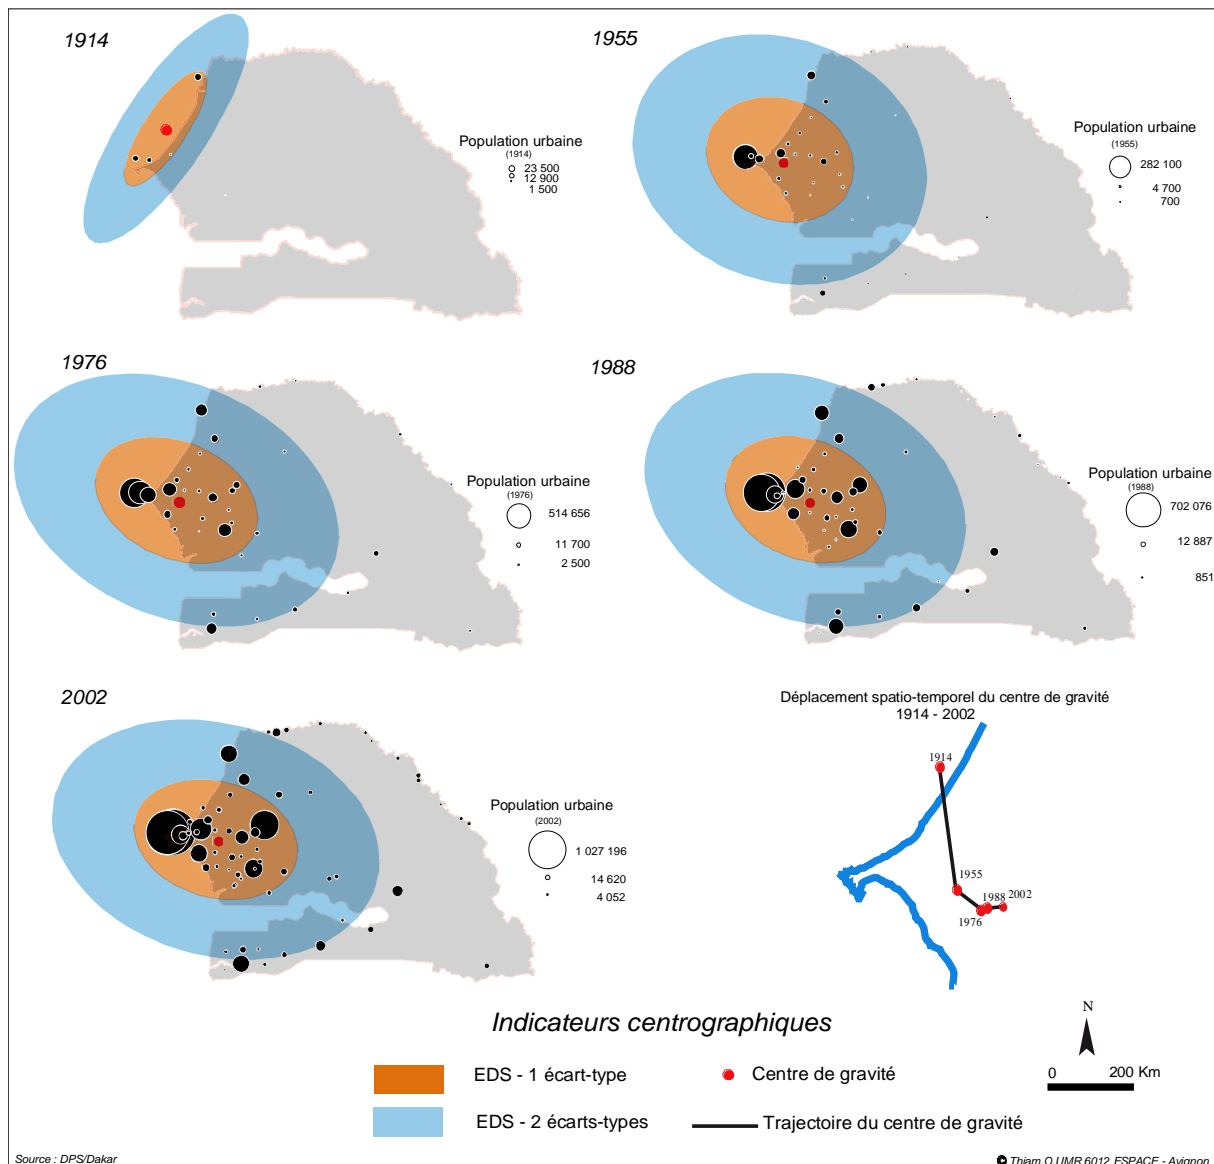 1914
Population urbaine
(1914)
23 500
12 900
1 500
1955
Population urbaine
(1955)
282 100
4 700
700
1976
Population urbaine
(1976)
514 656
11 700
2 500
1988
Population urbaine
(1988)
702 076
12 887
851
2002
Population urbaine
(2002)
1 027 196
14 620
4 052
Déplacement spatio-temporel du centre de gravité
1914 - 2002
1914
1955
1988 2002
1976
Indicateurs centrographiques
N
EDS - 1 écart-type
Centre de gravité
0 200 Km
EDS - 2 écarts-types
Trajectoire du centre de gravité
Source : DPS/Dakar
Thiam.O.UMR 6012 ESPACE - Avignon